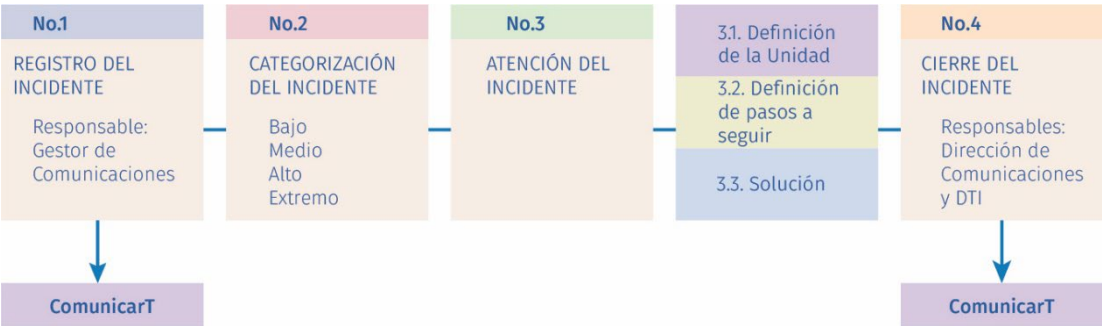 No.1
REGISTRO DEL
INCIDENTE
Responsable:
Gestor de
Comunicaciones
ComunicarT
No.2
CATEGORIZACIÓN
DEL INCIDENTE
Bajo
Medio
Alto
Extremo
No.3
ATENCIÓN DEL
INCIDENTE
3.1. Definición
de la Unidad
3.2. Definición
de pasos a
seguir
3.3. Solución
No.4
CIERRE DEL
INCIDENTE
Responsables:
Dirección de
Comunicaciones
y DTI
ComunicarT